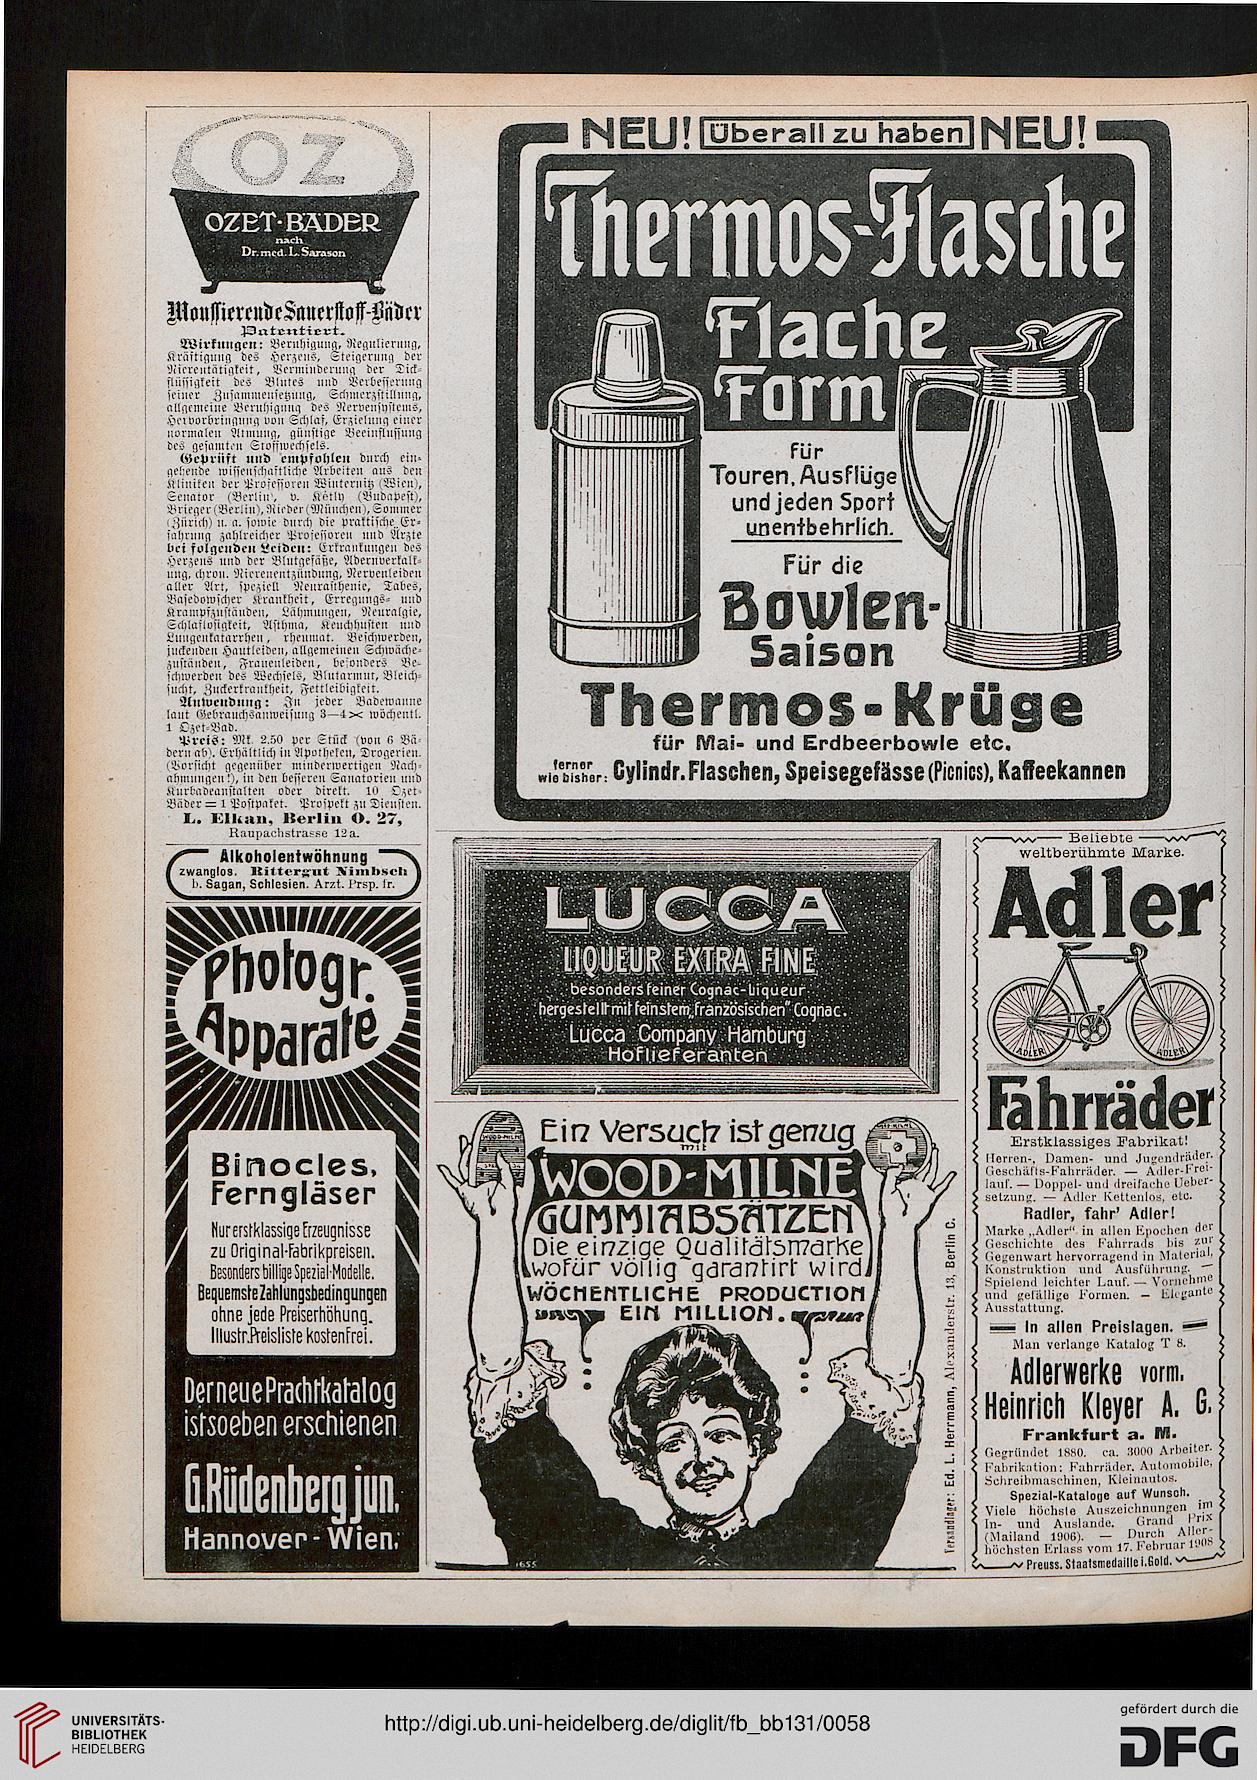 OZ
OZET-BÄDER
nach
Dr. med. L. Sarason
Moussierende Sauerstoff-Bäder
Patentiert.
Wirkungen: Beruhigung, Regulierung,
Kräftigung des Herzens, Steigerung der
Nierentätigkeit, Verminderung der Dick-
flüssigkeit des Blutes und Verbesserung
seiner Zusammensetzung, Schmerzstillung,
allgemeine Beruhigung des Nervensystems,
Hervorbringung von Schlaf, Erzielung einer
normalen Atmung, günstige Beeinflussung
des gesamten Stoffwechsels.
Geprüft und empfohlen durch ein-
gehende wissenschaftliche Arbeiten aus den
Kliniken der Professoren Winternitz (Wien),
Senator (Berlin), v. Kétly (Budapest),
Brieger (Berlin), Rieder (München), Sommer
(Zürich) u. a. sowie durch die praktische Er-
fahrung zahlreicher Professoren und Ärzte
bei folgenden Leiden: Erkrankungen des
Herzens und der Blutgefäße, Adernverkalk-
ung, chron. Nierenentzündung, Nervenleiden
aller Art, speziell Neurasthenie, Tabes,
Basedowscher Krankheit, Erregungs- und
Krampfzuständen, Lähmungen, Neuralgie,
Schlaflosigkeit, Asthma, Keuchhusten und
Lungenkatarrhen, rheumat. Beschwerden,
juckenden Hautleiden, allgemeinen Schwäche-
zuständen, Frauenleiden, besonders Be-
schwerden des Wechsels, Blutarmut, Bleich-
sucht, Zuckerkrankheit, Fettleibigkeit.
Anwendung: In jeder Badewanne
laut Gebrauchsanweisung 3—4× wöchentl.
1 Ozet-Bad.
Preis: Mk. 2.50 per Stück (von 6 Bä-
dern ab). Erhältlich in Apotheken, Drogerien.
(Vorsicht gegenüber minderwertigen Nach-
ahmungen!), in den besseren Sanatorien und
Kurbadeanstalten oder direkt. 10 Ozet-
Bäder = 1 Postpaket. Prospekt zu Diensten.
L. Elkan, Berlin O. 27,
Raupachstrasse 12a.
Alkoholentwöhnung
zwanglos. Rittergut Nimbsch
b. Sagan, Schlesien. Arzt. Prsp. fr.
Photogr.
Apparate
Binocles,
Ferngläser
Nur erstklassige Erzeugnisse
zu Original-Fabrikpreisen.
Besonders billige Spezial-Modelle.
Bequemste Zahlungsbedingungen
ohne jede Preiserhöhung.
Illustr. Preisliste kostenfrei.
Der neue Prachtkatalog
ist soeben erschienen
G. Rüdenberg jun.
Hannover - Wien.
NEU! Überall zu haben NEU!
Thermos-Flasche
Flache
Form
für
Touren, Ausflüge
und jeden Sport
unentbehrlich.
Für die
Bowlen-
Saison
Thermos-Krüge
für Mai- und Erdbeerbowle etc.
ferner
wie bisher: Cylindr. Flaschen, Speisegefässe (Picnics), Kaffeekannen
LUCCA
LIQUEUR EXTRA FINE
besonders feiner Cognac-Liqueur
hergestellt mit feinstem „französischen" Cognac.
Lucca Company Hamburg
Hoflieferanten
Ein Versuch ist genug
mit
WOOD-MILNE
GUMMIABSÄTZEN
Die einzige Qualitätsmarke
wofür völlig garantirt wird
WÖCHENTLICHE PRODUCTION
EIN MILLION.
1655
Versandlager: Ed. L. Herrmann, Alexanderstr. 13, Berlin C.
Beliebte
weltberühmte Marke.
Adler
ADLER
ADLER
Fahrräder
Erstklassiges Fabrikat!
Herren-, Damen- und Jugendräder.
Geschäfts-Fahrräder. — Adler-Frei-
lauf. — Doppel- und dreifache Ueber-
setzung. — Adler Kettenlos, etc.
Radler, fahr' Adler!
Marke „Adler" in allen Epochen der
Geschichte des Fahrrads bis zur
Gegenwart hervorragend in Material,
Konstruktion und Ausführung. —
Spielend leichter Lauf. — Vornehme
und gefällige Formen. — Elegante
Ausstattung.
In allen Preislagen.
Man verlange Katalog T 8.
Adlerwerke vorm.
Heinrich Kleyer A. G.
Frankfurt a. M.
Gegründet 1880. ca. 3000 Arbeiter.
Fabrikation: Fahrräder, Automobile,
Schreibmaschinen, Kleinautos.
Spezial-Kataloge auf Wunsch.
Viele höchste Auszeichnungen im
In- und Auslande. Grand Prix
(Mailand 1906). — Durch Aller-
höchsten Erlass vom 17. Februar 1908
Preuss. Staatsmedaille i. Gold.
UNIVERSITÄTS-
BIBLIOTHEK
HEIDELBERG
http://digi.ub.uni-heidelberg.de/diglit/fb_bb131/0058
gefördert durch die
DFG